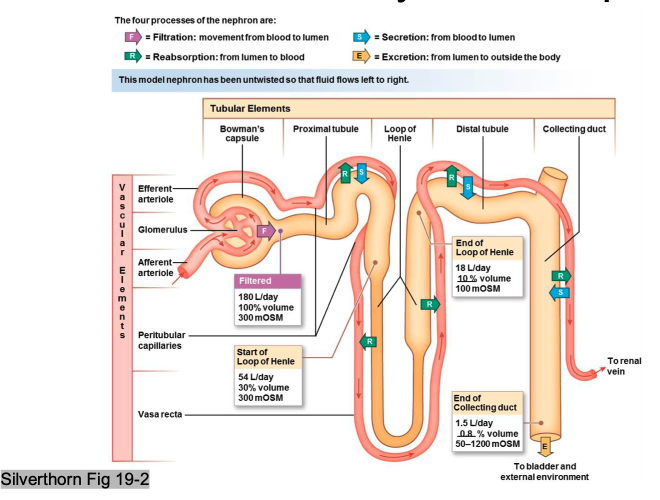 The four processes of the nephron are:
F = Filtration: movement from blood to lumen
S = Secretion: from blood to lumen
R = Reabsorption: from lumen to blood
E = Excretion: from lumen to outside the body
This model nephron has been untwisted so that fluid flows left to right.
Tubular Elements
Bowman's
capsule
Proximal tubule
Loop of
Henle
Distal tubule
Collecting duct
Vascular Elements
Efferent
arteriole
Glomerulus
Afferent
arteriole
Peritubular
capillaries
Vasa recta
R
S
R
S
F
Filtered
180 L/day
100% volume
300 mOSM
End of
Loop of Henle
18 L/day
10 % volume
100 mOSM
R
S
R
R
Start of
Loop of Henle
54 L/day
30% volume
300 mOSM
To renal
vein
End of
Collecting duct
1.5 L/day
0.8 % volume
50–1200 mOSM
E
To bladder and
external environment
Silverthorn Fig 19-2